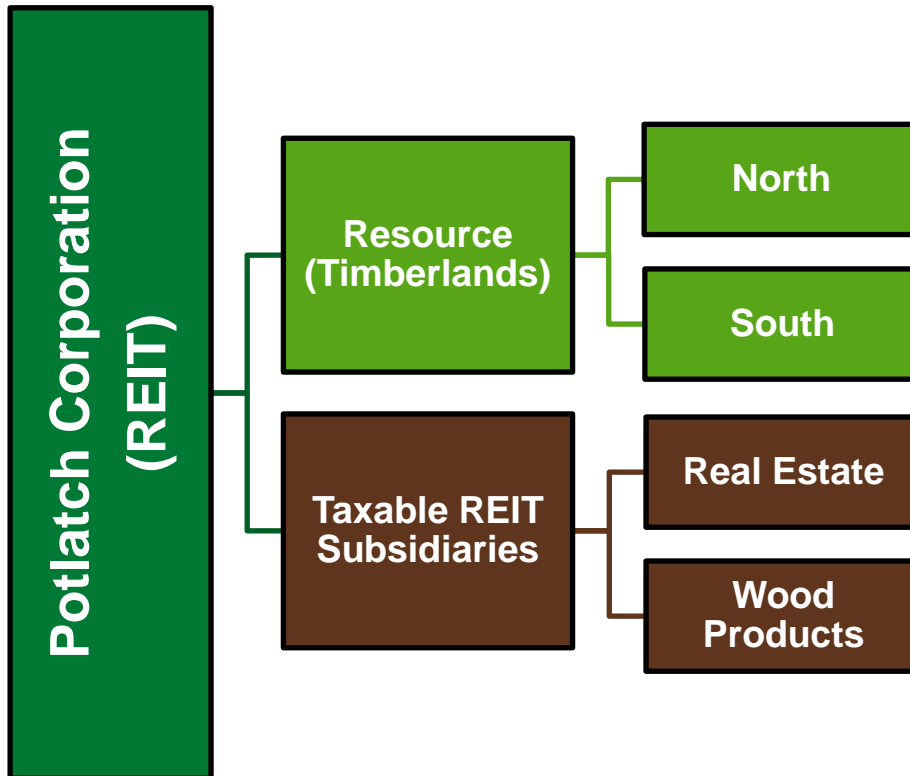 Potlatch Corporation
(REIT)
Resource
(Timberlands)
North
South
Taxable REIT
Subsidiaries
Real Estate
Wood
Products